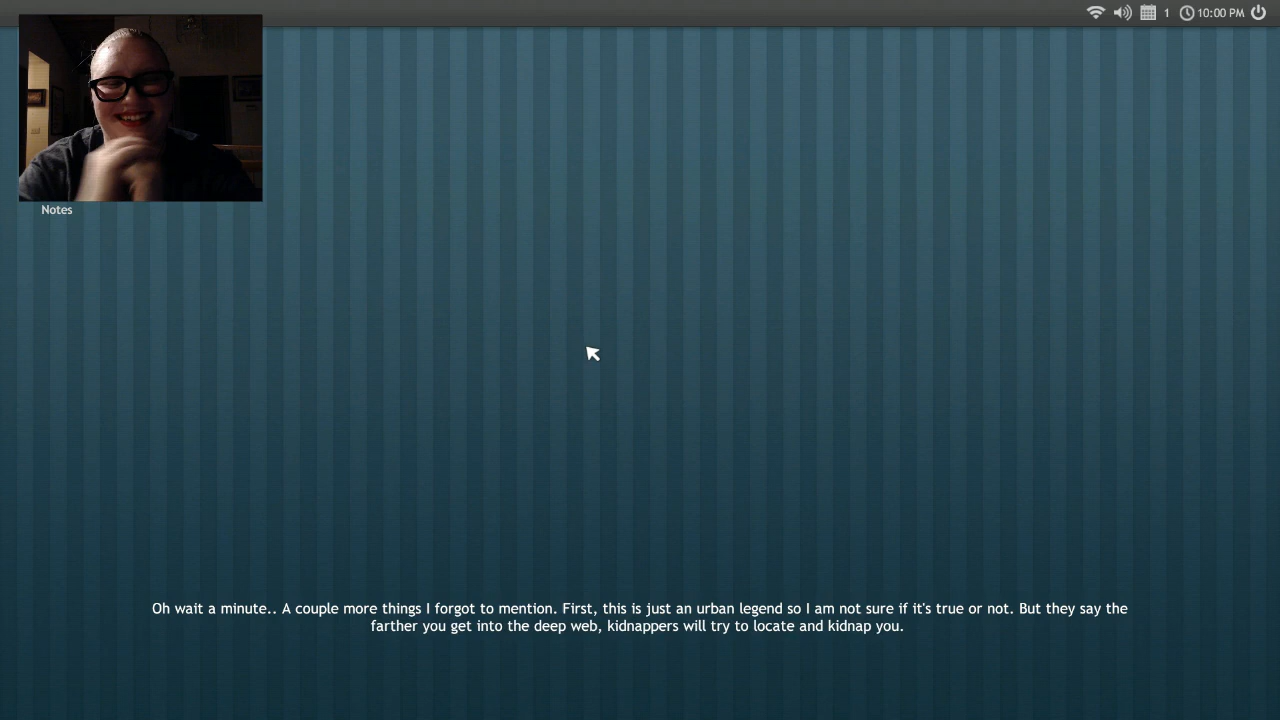 1 10:00 PM
Notes
Oh wait a minute.. A couple more things I forgot to mention. First, this is just an urban legend so I am not sure if it's true or not. But they say the
farther you get into the deep web, kidnappers will try to locate and kidnap you.